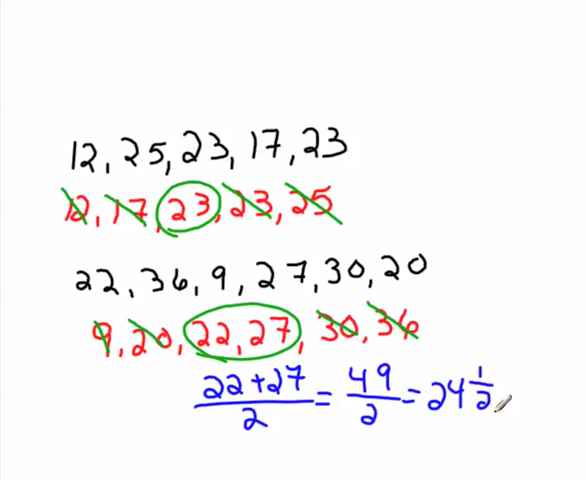 12, 25, 23, 17, 23
12, 17, 23, 23, 25
22, 36, 9, 27, 30, 20
9, 20, 22, 27, 30, 36
22+27/2 = 49/2 = 24 1/2